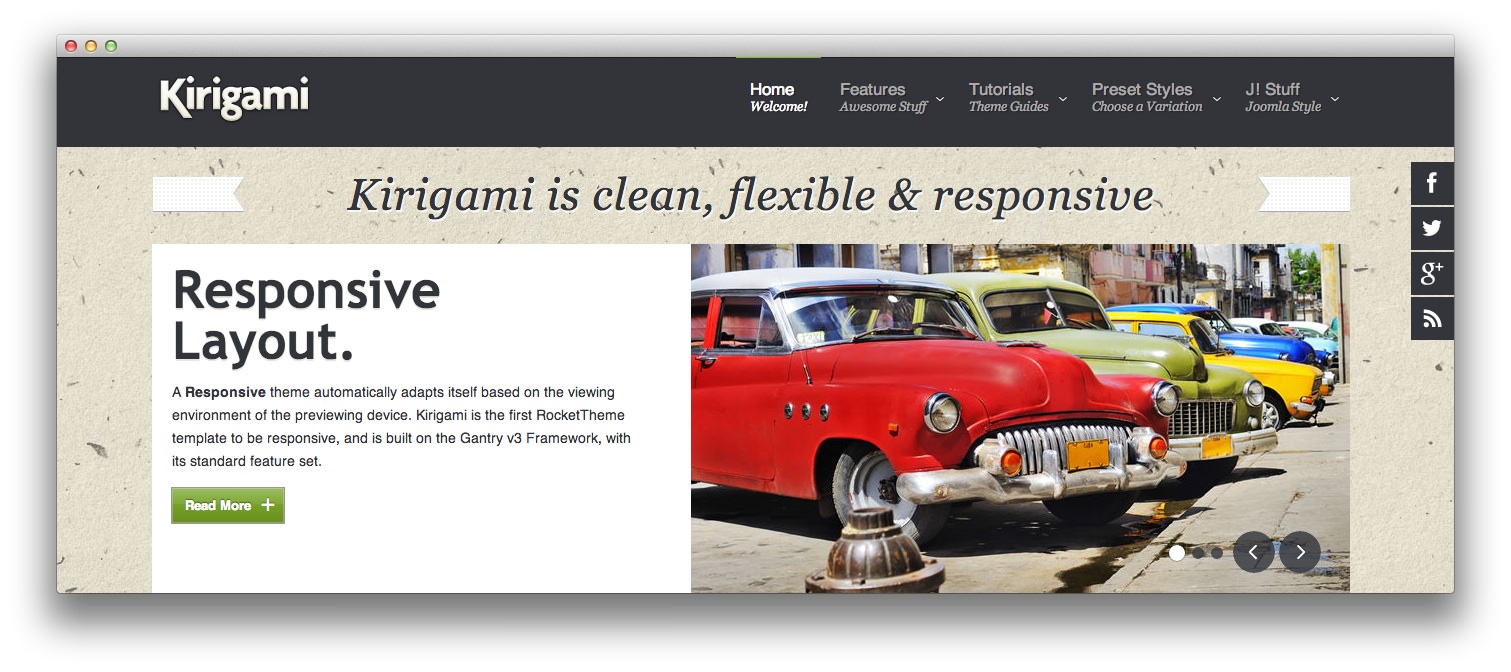 Kirigami
Home
Welcome!
Features
Awesome Stuff
Tutorials
Theme Guides
Preset Styles
Choose a Variation
J! Stuff
Joomla Style
Kirigami is clean, flexible & responsive
Responsive
Layout.
A Responsive theme automatically adapts itself based on the viewing
environment of the previewing device. Kirigami is the first RocketTheme
template to be responsive, and is built on the Gantry v3 Framework, with
its standard feature set.
Read More +
f
g+